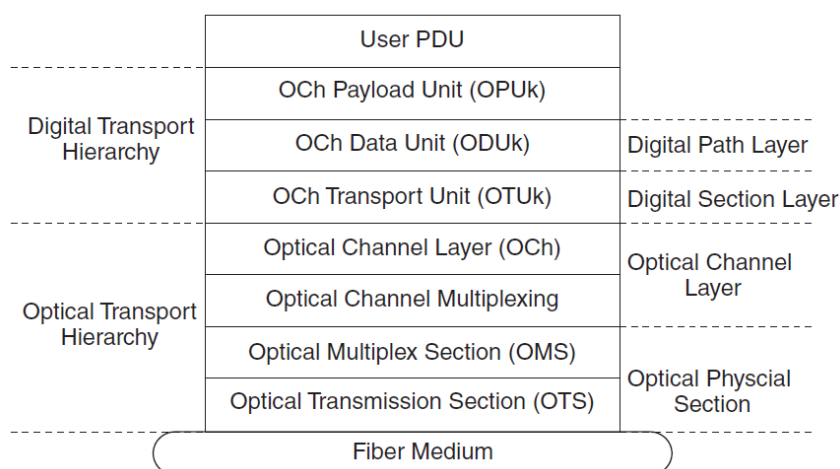 User PDU
OCh Payload Unit (OPUk)
Digital Transport
Hierarchy
OCh Data Unit (ODUk)
Digital Path Layer
OCh Transport Unit (OTUk)
Digital Section Layer
Optical Channel Layer (OCh)
Optical Channel
Layer
Optical Transport
Hierarchy
Optical Channel Multiplexing
Optical Multiplex Section (OMS)
Optical Physcial
Section
Optical Transmission Section (OTS)
Fiber Medium